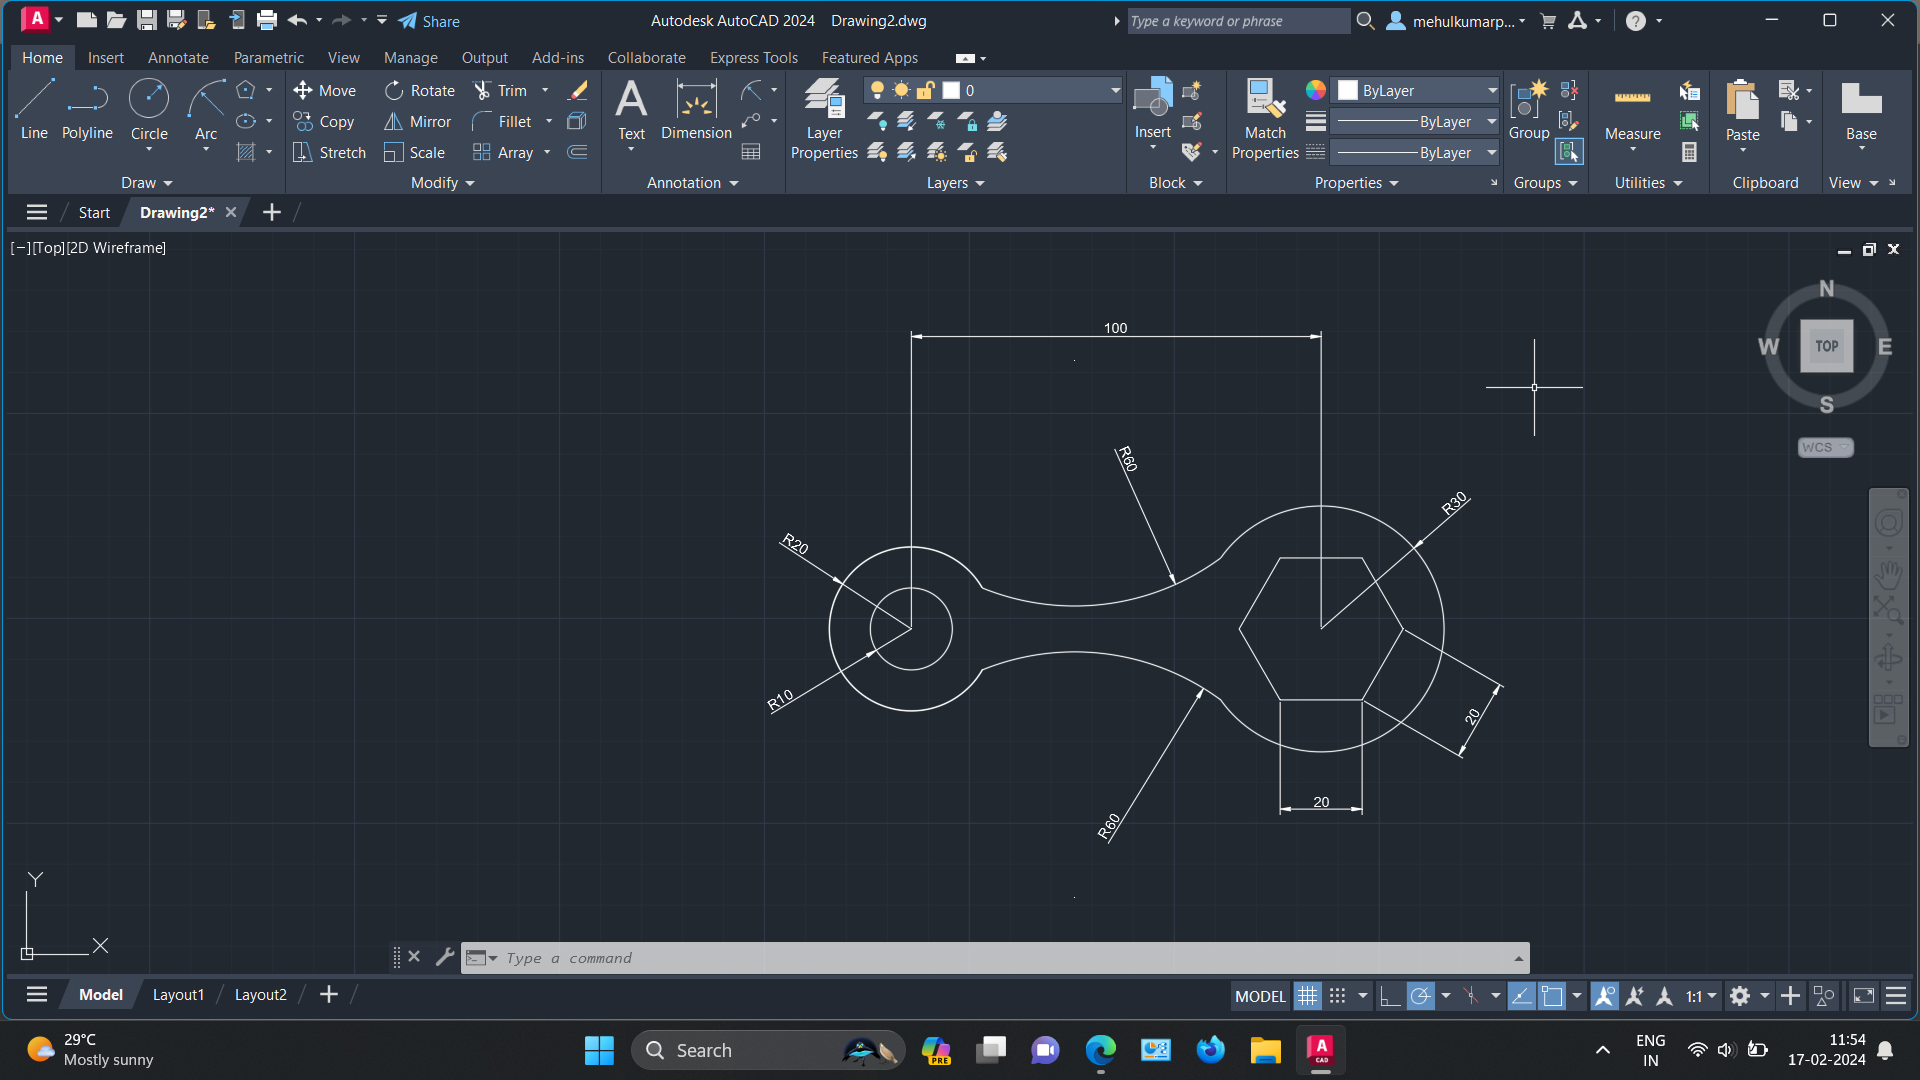 A
Share
Autodesk AutoCAD 2024 Drawing2.dwg
Type a keyword or phrase
mehulkumarp...
Home Insert Annotate Parametric View Manage Output Add-ins Collaborate Express Tools Featured Apps
Line Polyline Circle Arc
Move Rotate Trim
Copy Mirror Fillet
Stretch Scale Array
Text Dimension
Layer Properties
0
Insert
Match Properties
ByLayer
ByLayer
ByLayer
Group
Measure
Paste
Base
Draw Modify Annotation Layers Block Properties Groups Utilities Clipboard View
Start Drawing2* +
[−][Top][2D Wireframe]
N
W TOP E
S
WCS
100
R60
R30
R20
R10
20
20
R60
Y
X
Type a command
Model Layout1 Layout2 +
MODEL
1:1
29°C
Mostly sunny
Search
PRE
A
CAD
ENG
IN
11:54
17-02-2024